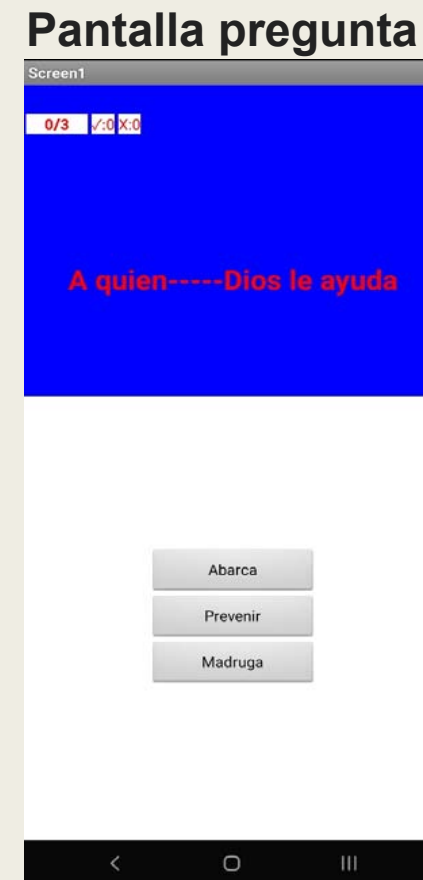 Pantalla pregunta
Screen1
0/3 ✓:0 X:0
A quien-----Dios le ayuda
Abarca
Prevenir
Madruga